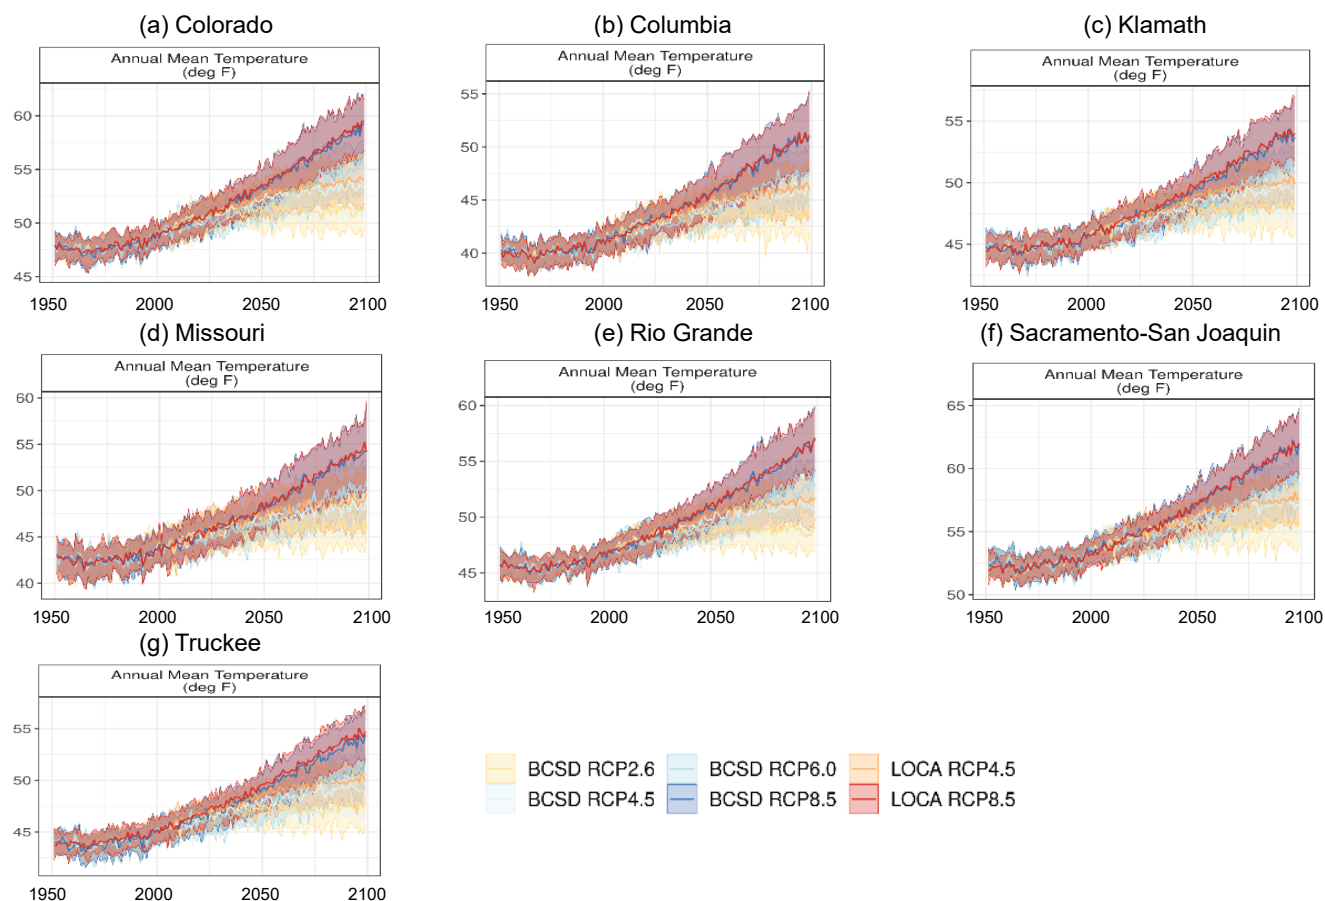 (a) Colorado
Annual Mean Temperature
(deg F)
60
55
50
45
1950 2000 2050 2100
(b) Columbia
Annual Mean Temperature
(deg F)
55
50
45
40
1950 2000 2050 2100
(c) Klamath
Annual Mean Temperature
(deg F)
55
50
45
1950 2000 2050 2100
(d) Missouri
Annual Mean Temperature
(deg F)
60
55
50
45
40
1950 2000 2050 2100
(e) Rio Grande
Annual Mean Temperature
(deg F)
60
55
50
45
1950 2000 2050 2100
(f) Sacramento-San Joaquin
Annual Mean Temperature
(deg F)
65
60
55
50
1950 2000 2050 2100
(g) Truckee
Annual Mean Temperature
(deg F)
55
50
45
1950 2000 2050 2100
BCSD RCP2.6 BCSD RCP6.0 LOCA RCP4.5
BCSD RCP4.5 BCSD RCP8.5 LOCA RCP8.5